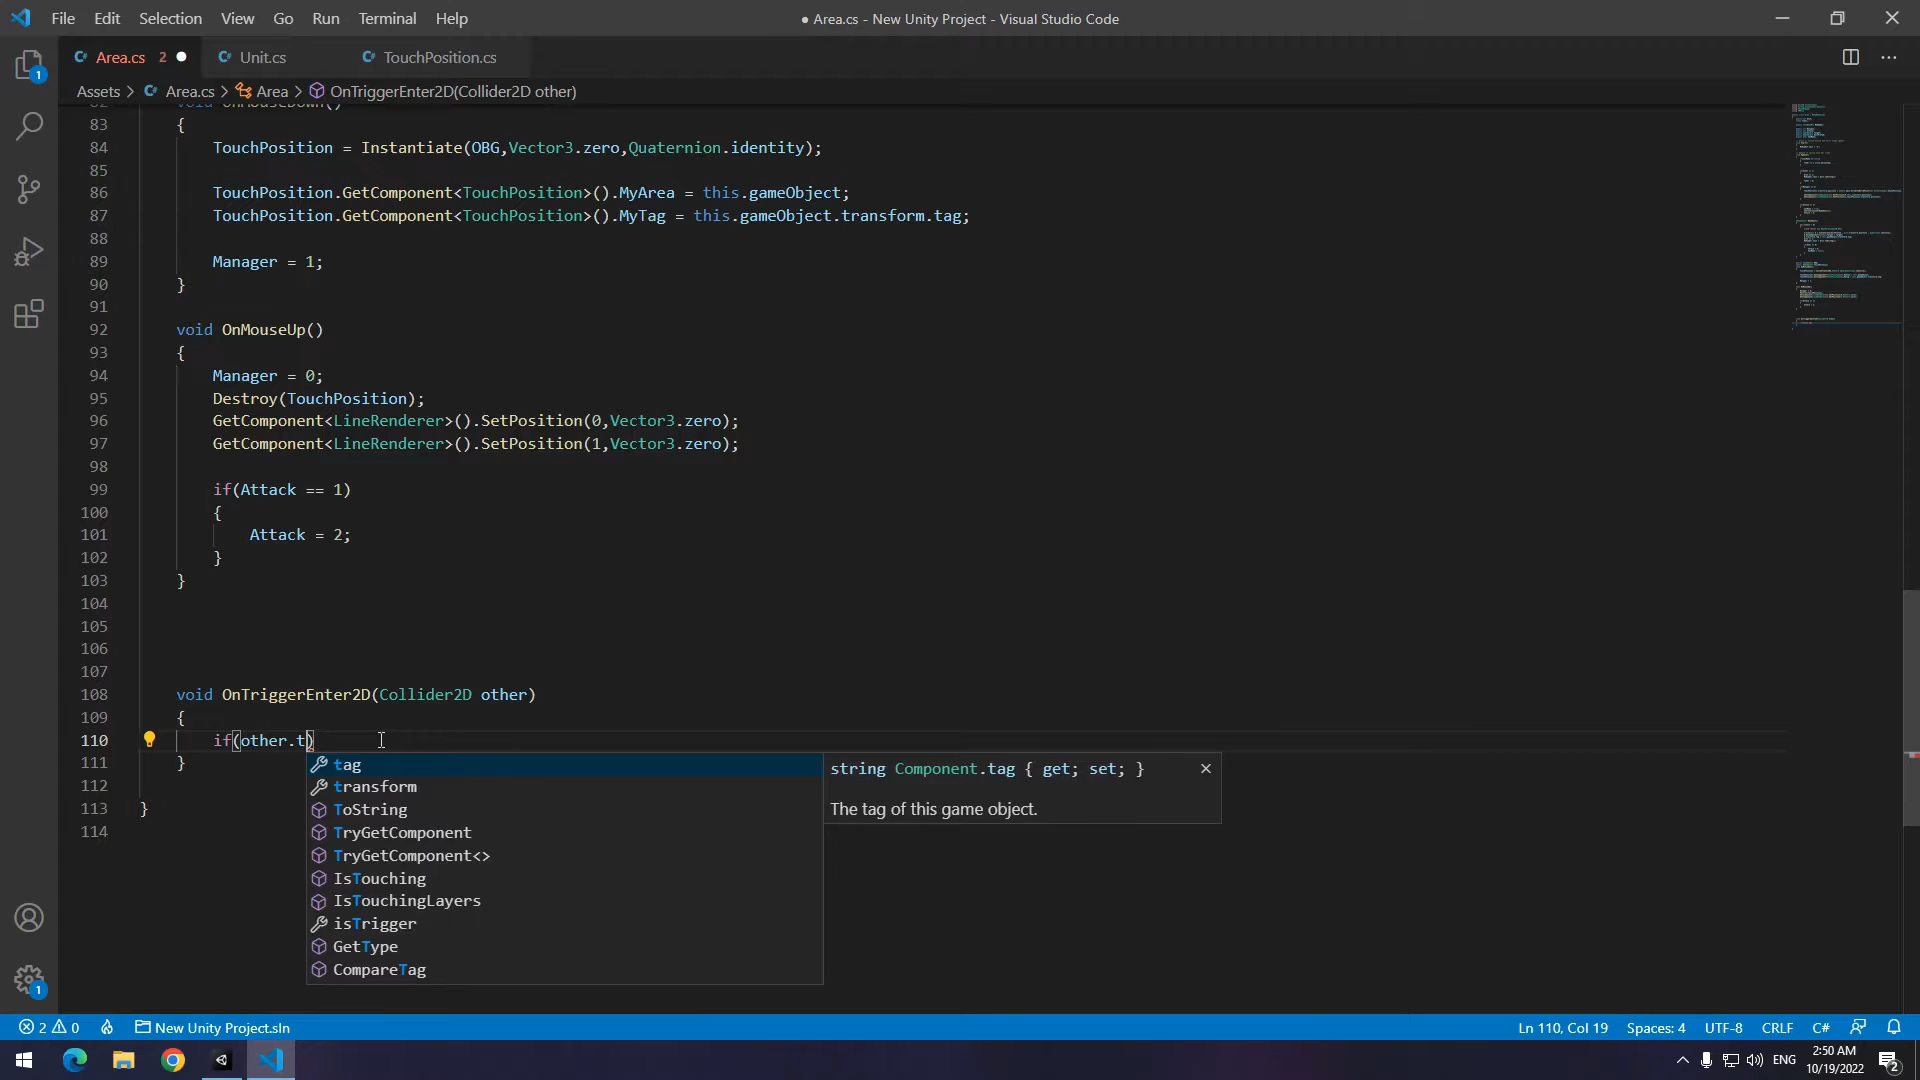 File Edit Selection View Go Run Terminal Help
● Area.cs - New Unity Project - Visual Studio Code
Area.cs 2 ● Unit.cs TouchPosition.cs
Assets > Area.cs > Area > OnTriggerEnter2D(Collider2D other)
82 void OnMouseDown()
83 {
84 TouchPosition = Instantiate(OBG,Vector3.zero,Quaternion.identity);
85
86 TouchPosition.GetComponent<TouchPosition>().MyArea = this.gameObject;
87 TouchPosition.GetComponent<TouchPosition>().MyTag = this.gameObject.transform.tag;
88
89 Manager = 1;
90 }
91
92 void OnMouseUp()
93 {
94 Manager = 0;
95 Destroy(TouchPosition);
96 GetComponent<LineRenderer>().SetPosition(0,Vector3.zero);
97 GetComponent<LineRenderer>().SetPosition(1,Vector3.zero);
98
99 if(Attack == 1)
100 {
101 Attack = 2;
102 }
103 }
104
105
106
107
108 void OnTriggerEnter2D(Collider2D other)
109 {
110 if(other.t)
111 }
112
113 }
114
tag
transform
ToString
TryGetComponent
TryGetComponent<>
IsTouching
IsTouchingLayers
isTrigger
GetType
CompareTag
string Component.tag { get; set; }
The tag of this game object.
1
1
2 0 New Unity Project.sln
Ln 110, Col 19 Spaces: 4 UTF-8 CRLF C#
ENG
2:50 AM
10/19/2022
2